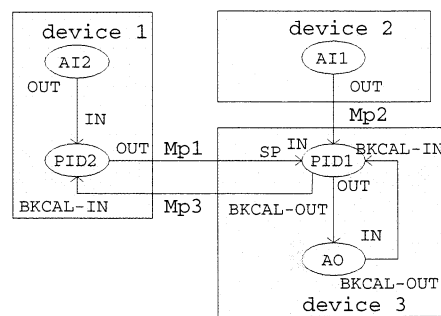 device 1
device 2
AI2
AI1
OUT
OUT
IN
Mp2
PID2
OUT
Mp1
SP
IN
PID1
BKCAL-IN
OUT
BKCAL-IN
Mp3
BKCAL-OUT
IN
AO
BKCAL-OUT
device 3